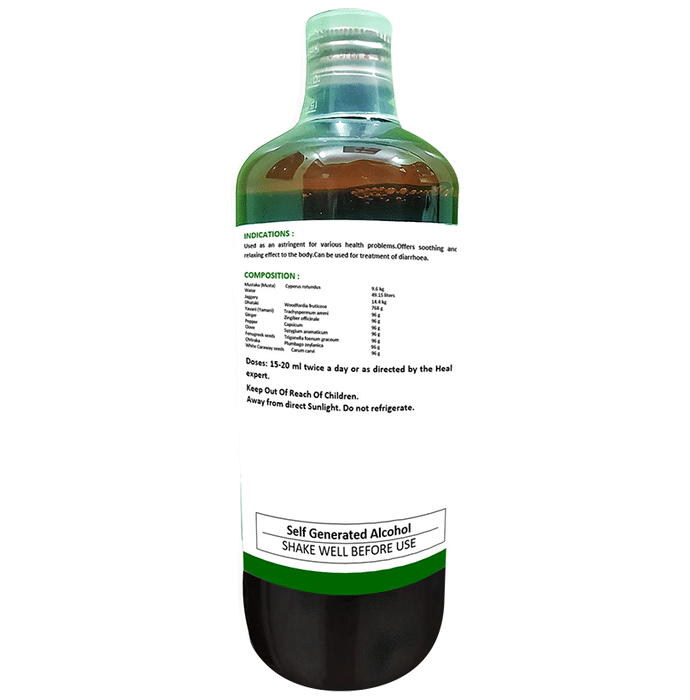 OPEN
INDICATIONS :
Used as an astringent for various health problems.Offers soothing and
relaxing effect to the body.Can be used for treatment of diarrhoea.
COMPOSITION :
Mustaka (Musta) Cyperus rotundus 9.6 kg
Water 49.15 liters
Jaggery 14.4 kg
Dhataki Woodfordia fruticose 768 g
Yavani (Yamani) Trachyspermum ammi 96 g
Ginger Zingiber officinale 96 g
Pepper Capsicum 96 g
Clove Syzygium aromaticum 96 g
Fenugreek seeds Trigonella foenum graceum 96 g
Chitraka Plumbago zeylanica 96 g
White Caraway seeds Carum carvi 96 g
Doses: 15-20 ml twice a day or as directed by the Heal
expert.
Keep Out Of Reach Of Children.
Away from direct Sunlight. Do not refrigerate.
Self Generated Alcohol
SHAKE WELL BEFORE USE